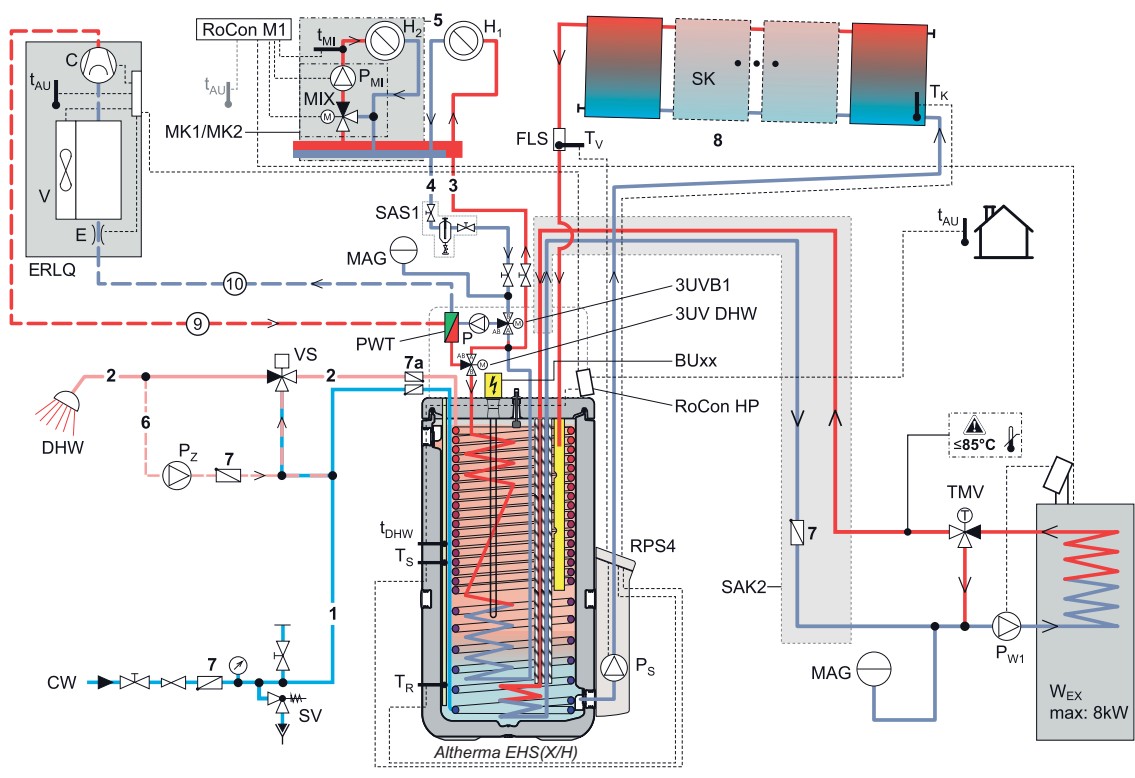 RoCon M1
5
H2
H1
tMI
C
tAU
tAU
PMI
SK
TK
MIX
M
MK1/MK2
FLS
TV
8
V
4
3
SAS1
tAU
E
MAG
ERLQ
10
3UVB1
B
A
AB
M
9
P
3UV DHW
PWT
AB
A
B
M
VS
7a
BUxx
2
2
RoCon HP
6
DHW
≤85°C
PZ
7
TMV
T
tDHW
7
TS
RPS4
SAK2
1
7
CW
TR
PS
PW1
MAG
SV
WEX
max: 8kW
Altherma EHS(X/H)